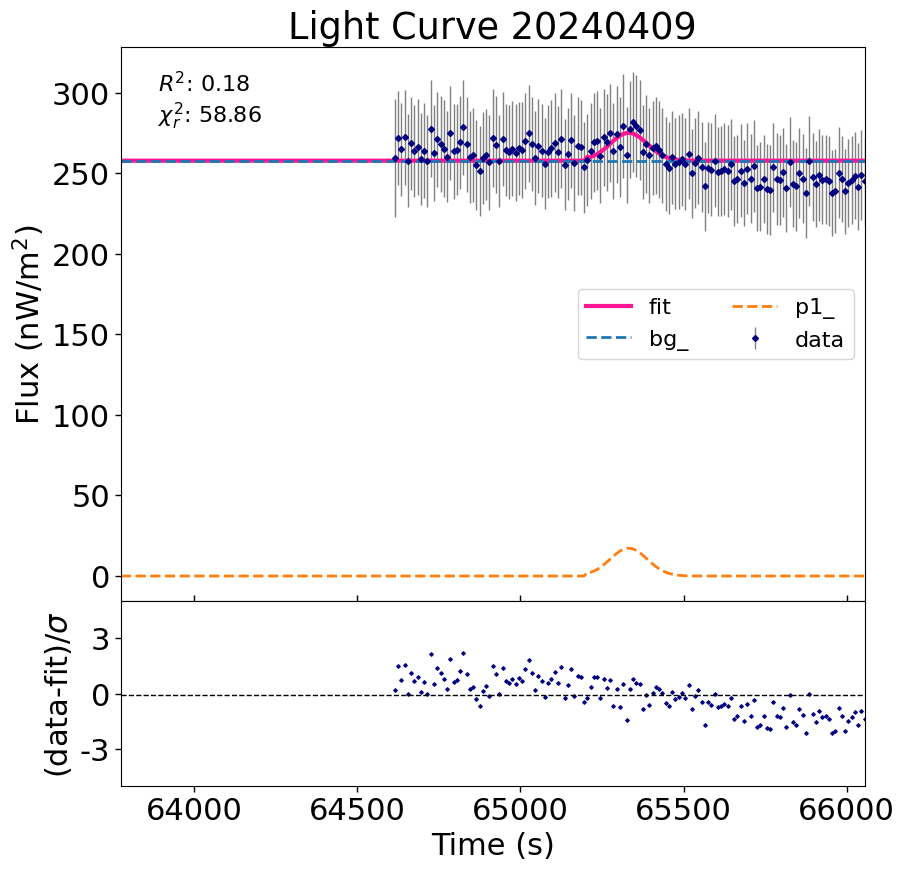 Light Curve 20240409
R²: 0.18
χ²ᵣ: 58.86
Flux (nW/m²)
300
250
200
150
100
50
0
fit
bg_
p1_
data
(data-fit)/σ
3
0
-3
64000 64500 65000 65500 66000
Time (s)